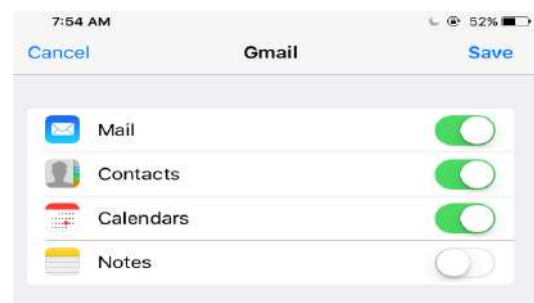 7:54 AM 52%
Cancel Gmail Save
Mail
Contacts
Calendars
Notes